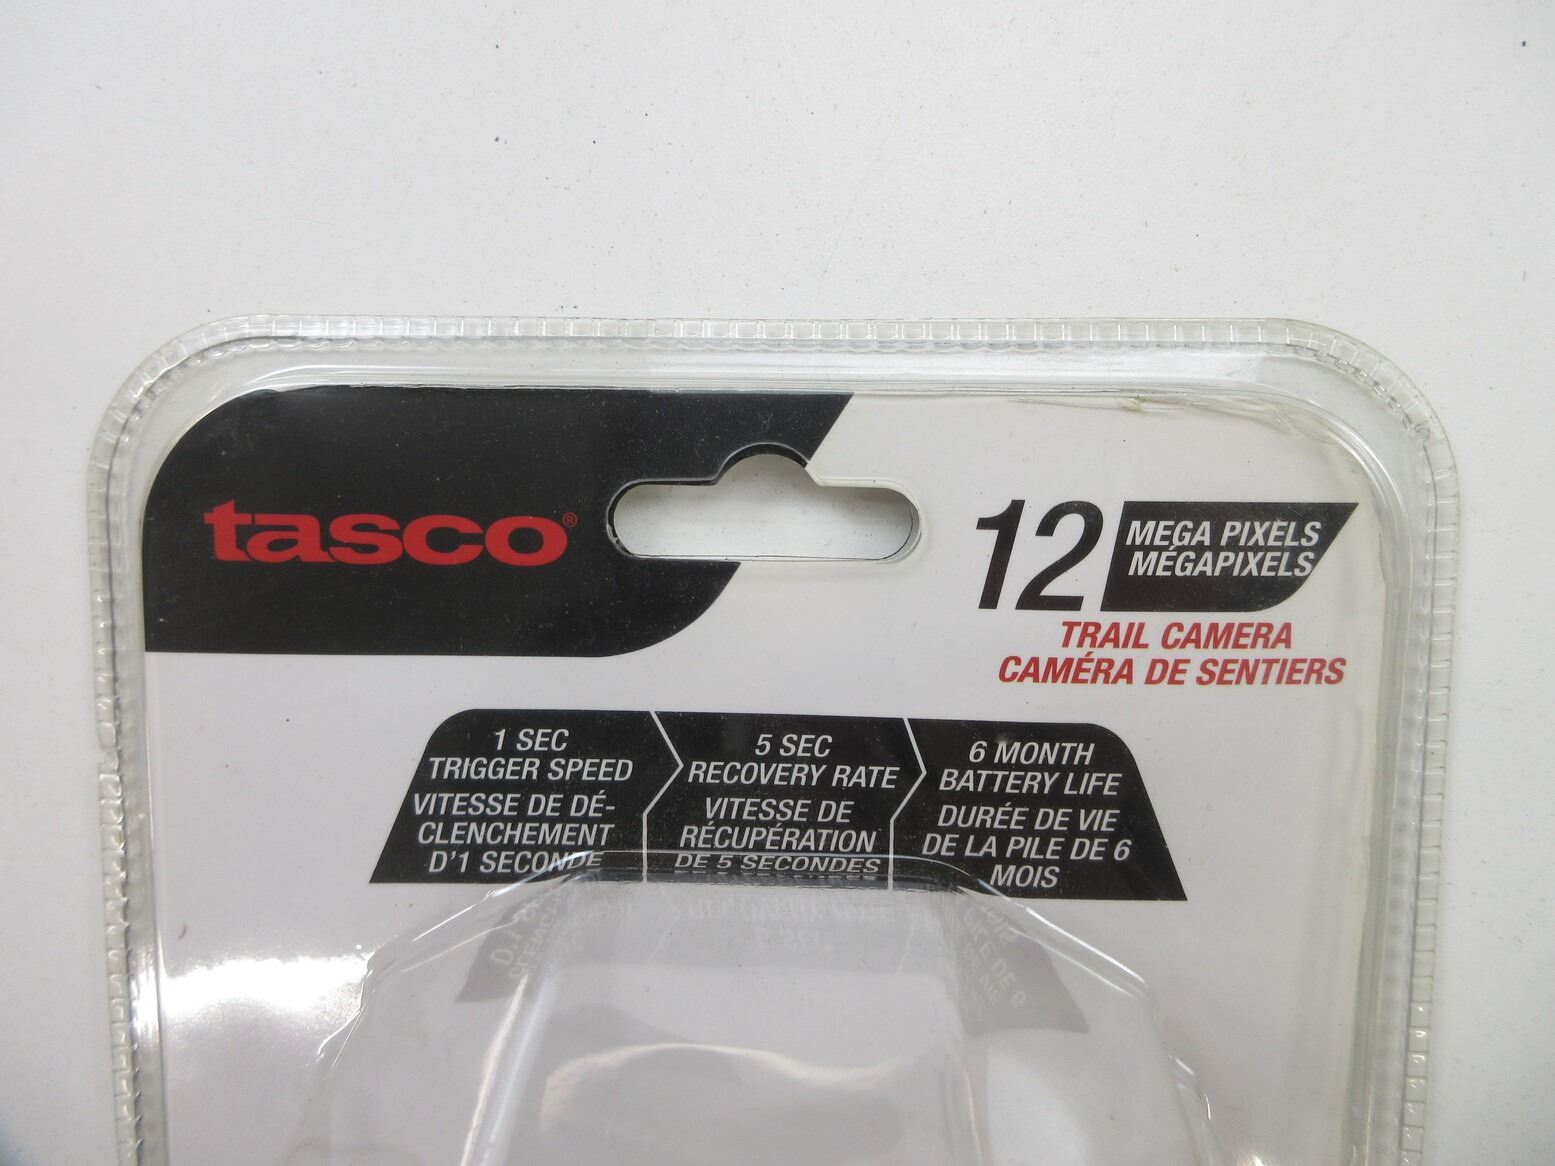 tasco®
12
MEGA PIXELS
MÉGAPIXELS
TRAIL CAMERA
CAMÉRA DE SENTIERS
1 SEC
TRIGGER SPEED
VITESSE DE DÉ-
CLENCHEMENT
D'1 SECONDE
5 SEC
RECOVERY RATE
VITESSE DE
RÉCUPÉRATION
DE 5 SECONDES
6 MONTH
BATTERY LIFE
DURÉE DE VIE
DE LA PILE DE 6
MOIS